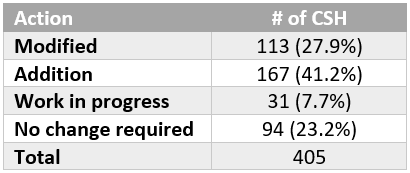 Action # of CSH
Modified 113 (27.9%)
Addition 167 (41.2%)
Work in progress 31 (7.7%)
No change required 94 (23.2%)
Total 405